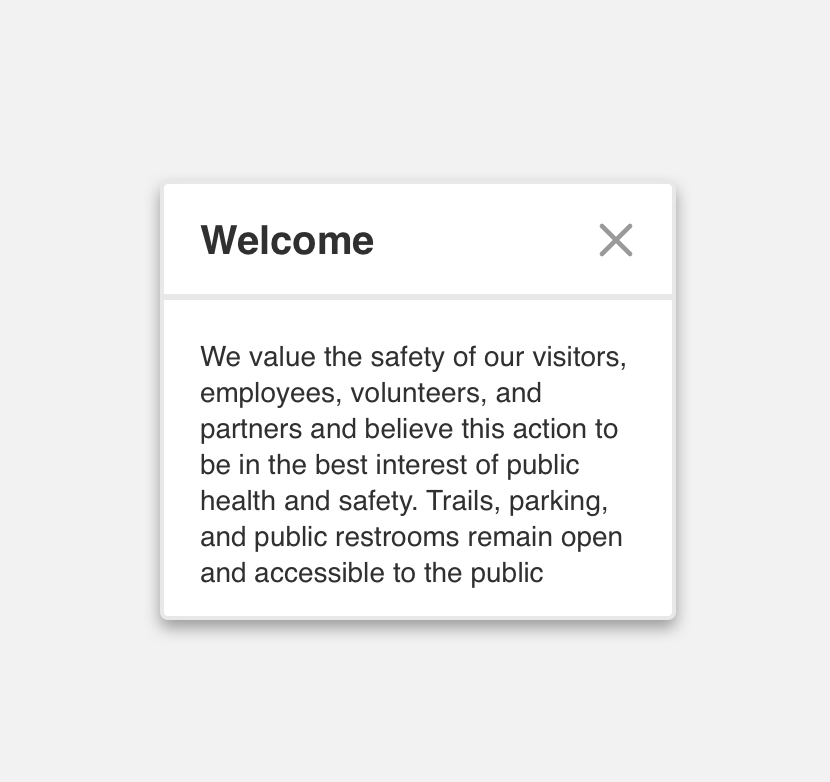 Welcome
We value the safety of our visitors,
employees, volunteers, and
partners and believe this action to
be in the best interest of public
health and safety. Trails, parking,
and public restrooms remain open
and accessible to the public